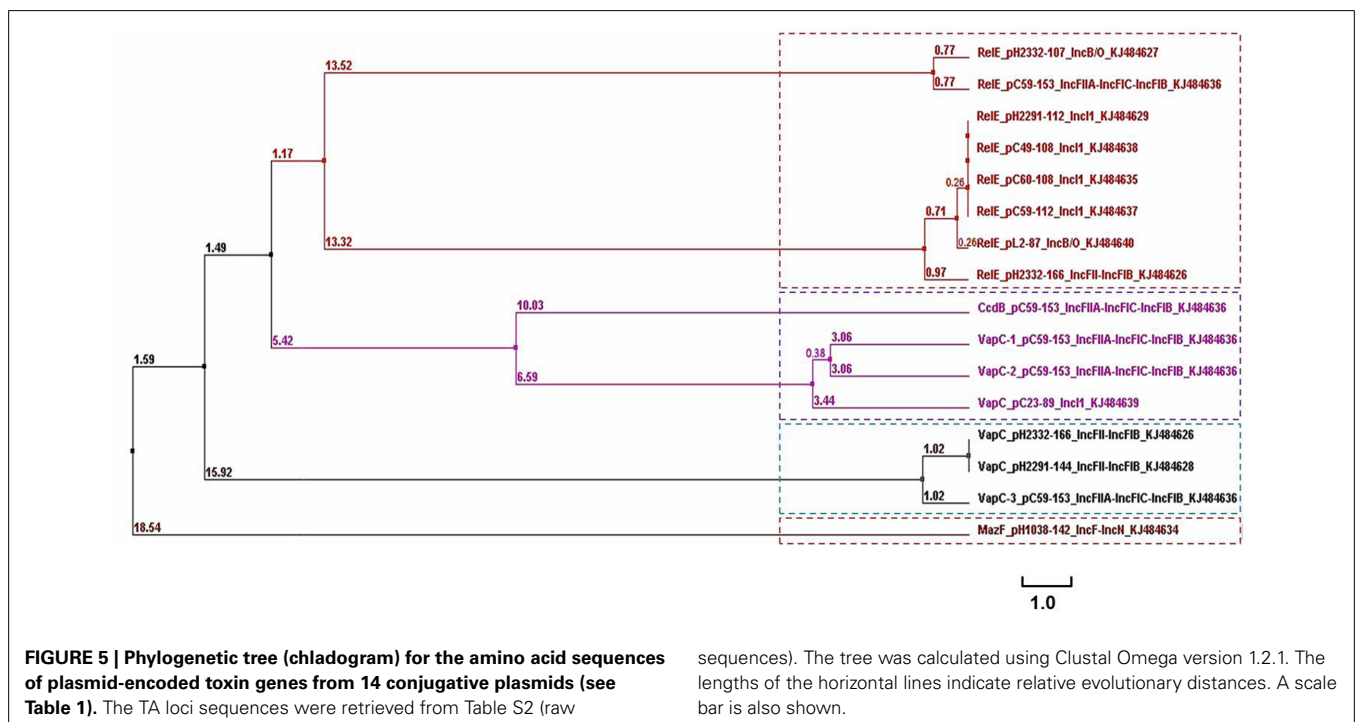 0.77
RelE_pH2332-107_IncB/O_KJ484627
13.52
0.77
RelE_pC59-153_IncFIIA-IncFIC-IncFIB_KJ484636
RelE_pH2291-112_IncI1_KJ484629
RelE_pC49-108_IncI1_KJ484638
1.17
0.26
RelE_pC60-108_IncI1_KJ484635
0.71
RelE_pC59-112_IncI1_KJ484637
13.32
0.26
RelE_pL2-87_IncB/O_KJ484640
1.49
0.97
RelE_pH2332-166_IncFII-IncFIB_KJ484626
10.03
CcdB_pC59-153_IncFIIA-IncFIC-IncFIB_KJ484636
5.42
3.06
VapC-1_pC59-153_IncFIIA-IncFIC-IncFIB_KJ484636
0.38
1.59
6.59
3.06
VapC-2_pC59-153_IncFIIA-IncFIC-IncFIB_KJ484636
3.44
VapC_pC23-89_IncI1_KJ484639
VapC_pH2332-166_IncFII-IncFIB_KJ484626
1.02
15.92
VapC_pH2291-144_IncFII-IncFIB_KJ484628
1.02
VapC-3_pC59-153_IncFIIA-IncFIC-IncFIB_KJ484636
18.54
MazF_pH1038-142_IncF-IncN_KJ484634
1.0
FIGURE 5 | Phylogenetic tree (chladogram) for the amino acid sequences
of plasmid-encoded toxin genes from 14 conjugative plasmids (see
Table 1). The TA loci sequences were retrieved from Table S2 (raw
sequences). The tree was calculated using Clustal Omega version 1.2.1. The
lengths of the horizontal lines indicate relative evolutionary distances. A scale
bar is also shown.